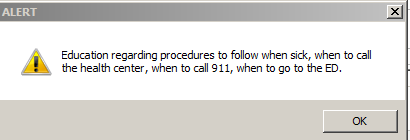 ALERT
Education regarding procedures to follow when sick, when to call
the health center, when to call 911, when to go to the ED.
OK